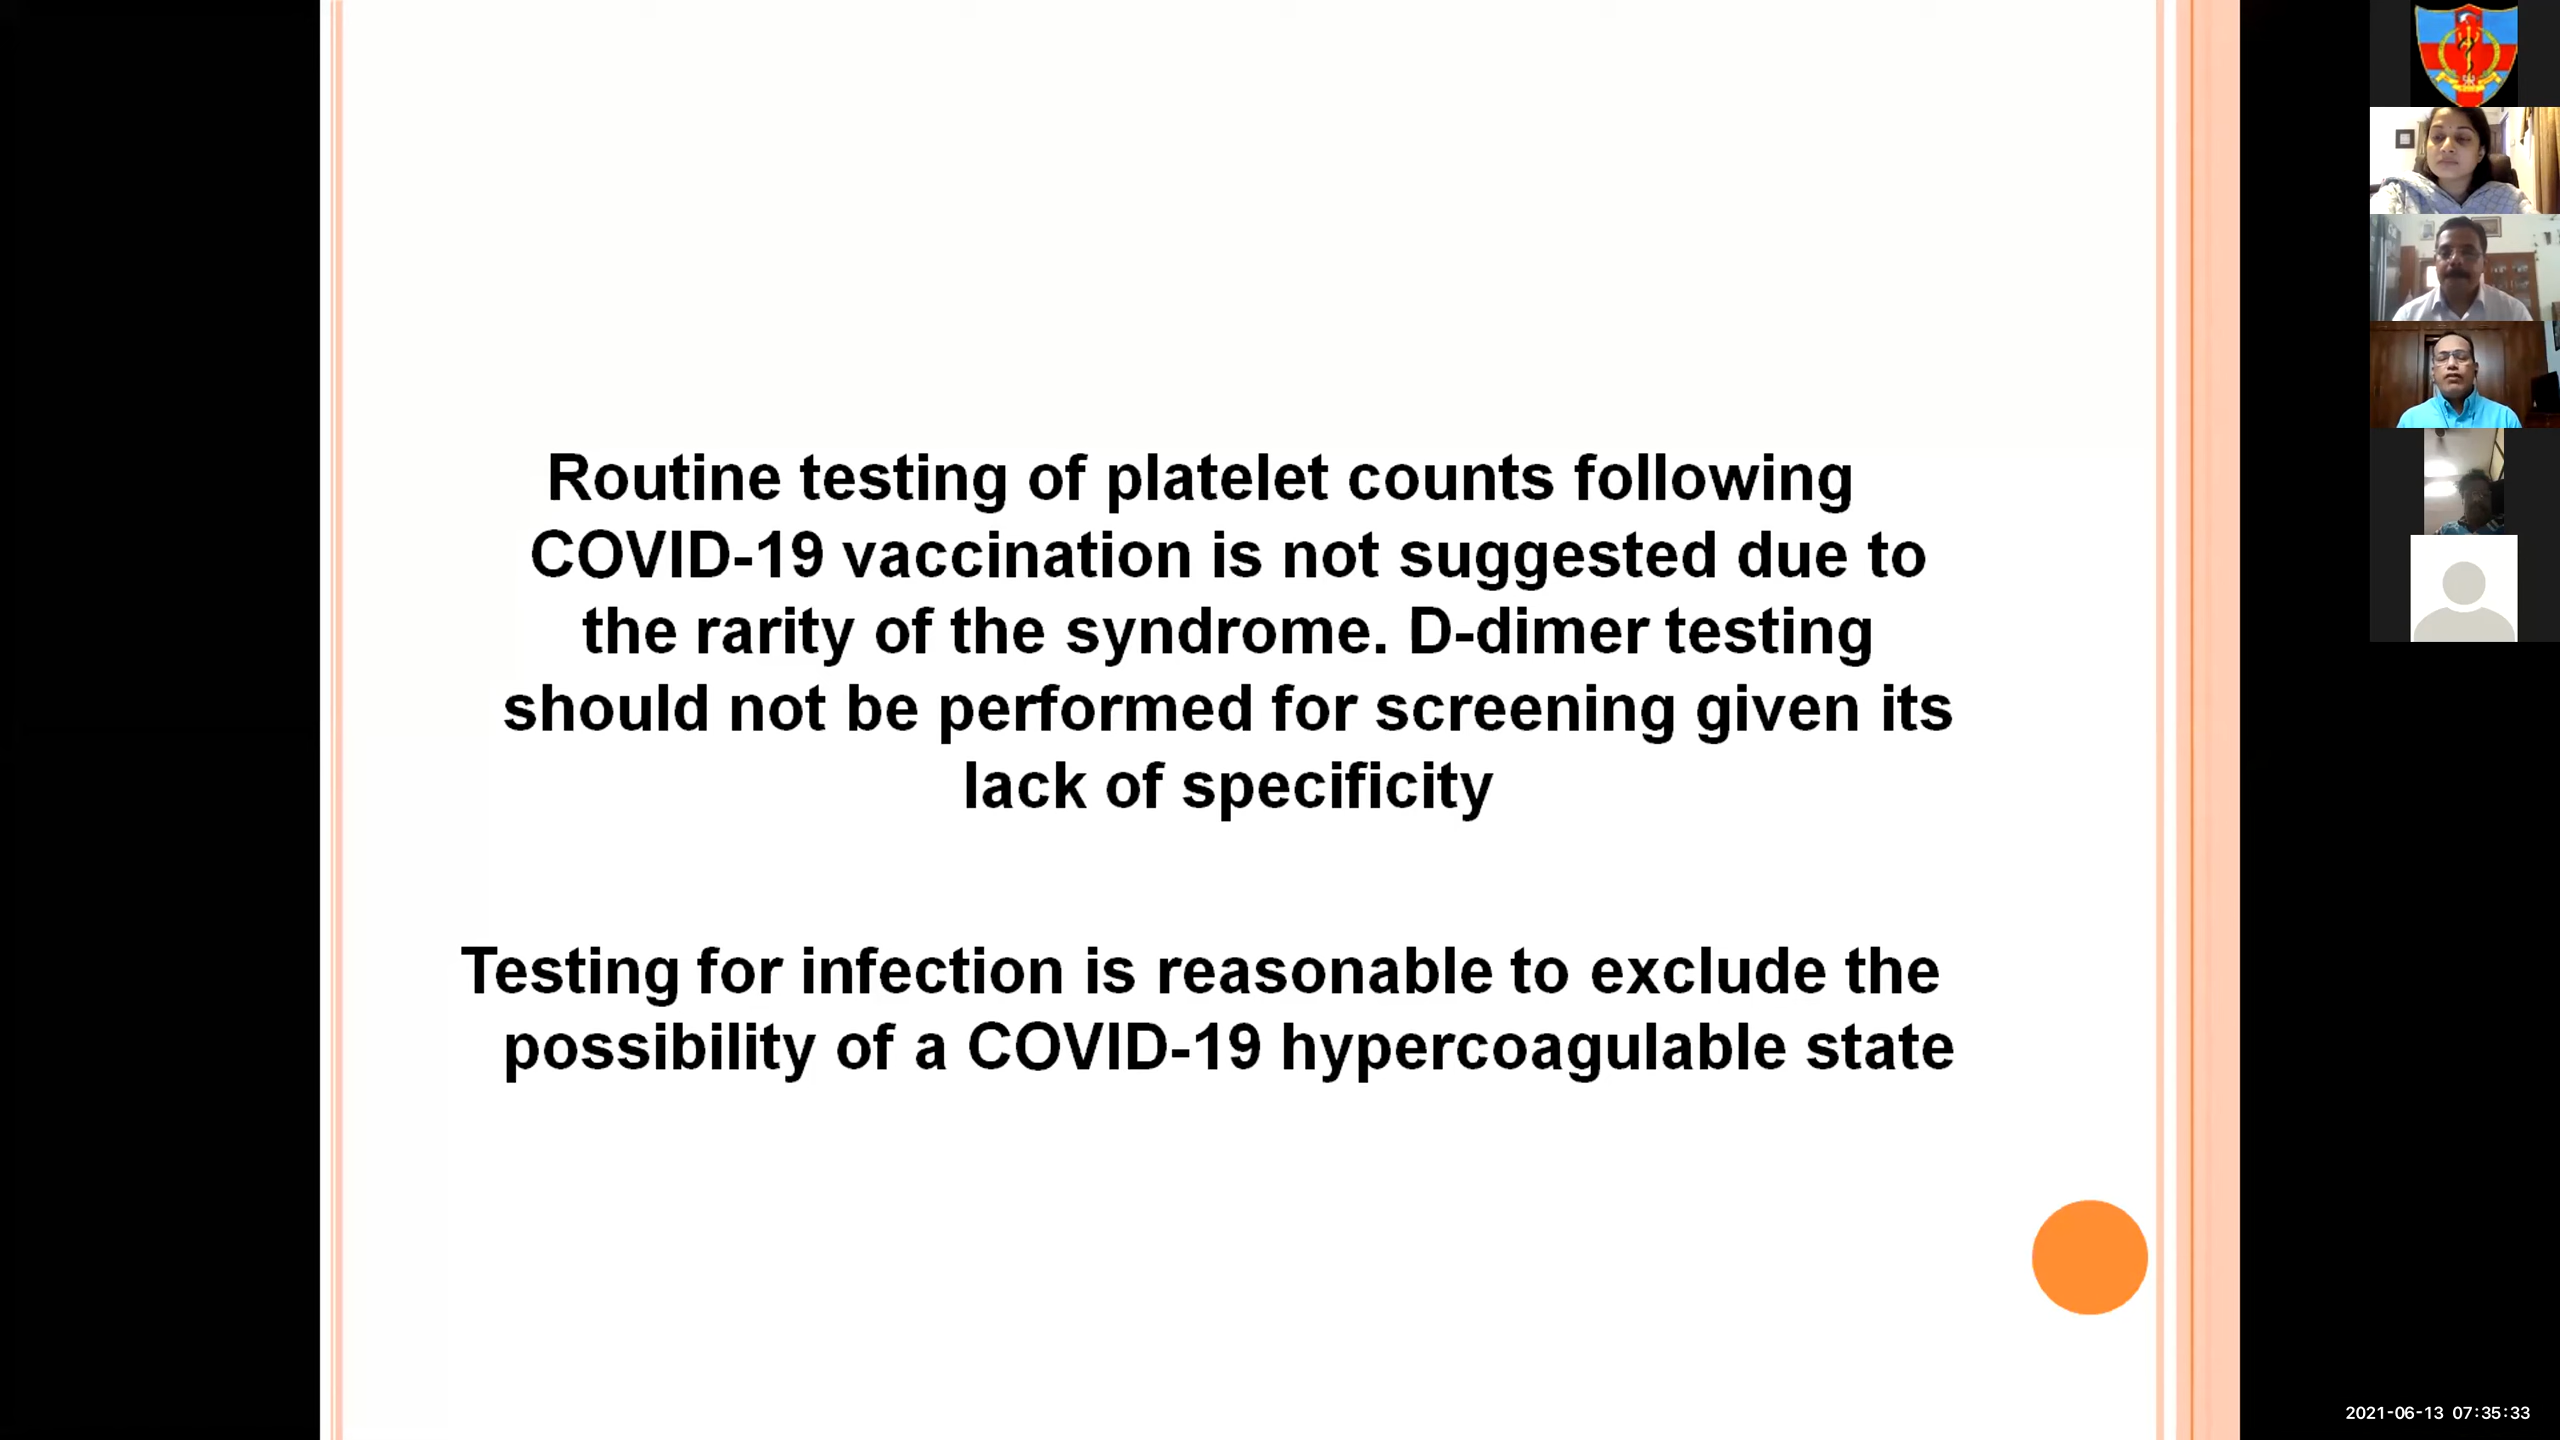 Routine testing of platelet counts following
COVID-19 vaccination is not suggested due to
the rarity of the syndrome. D-dimer testing
should not be performed for screening given its
lack of specificity
Testing for infection is reasonable to exclude the
possibility of a COVID-19 hypercoagulable state
2021-06-13 07:35:33